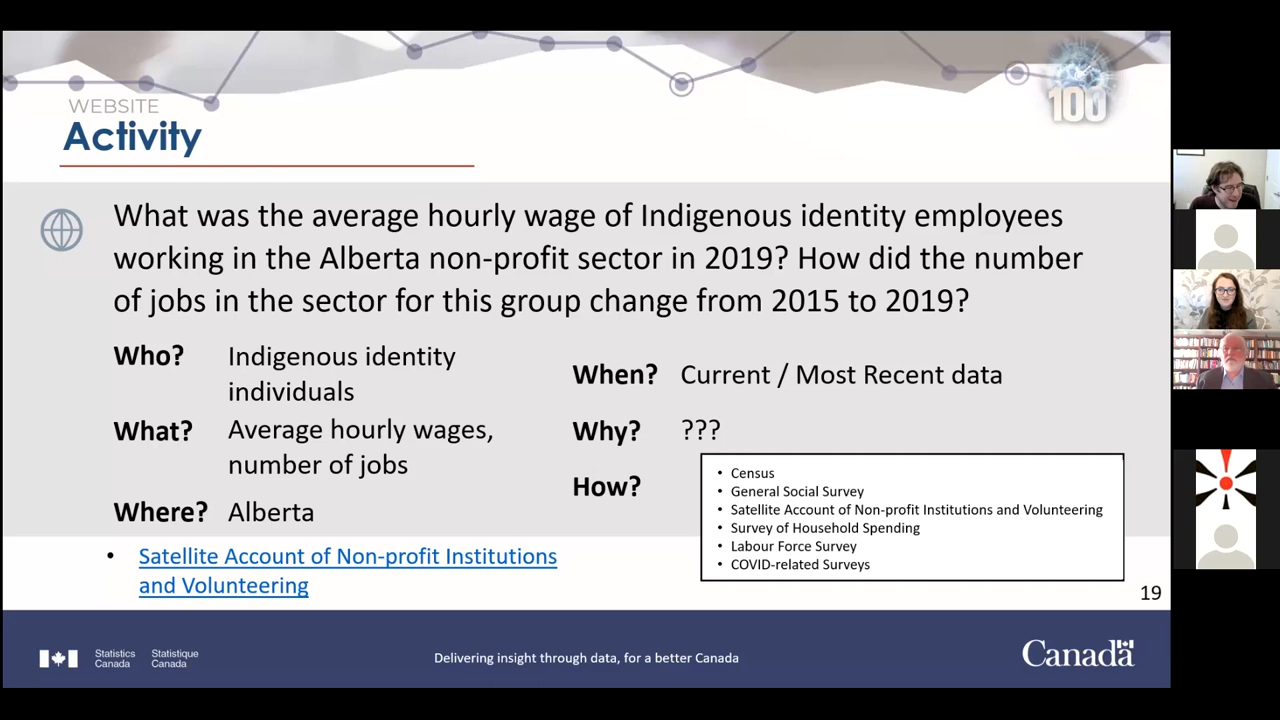 WEBSITE
Activity
100
What was the average hourly wage of Indigenous identity employees
working in the Alberta non-profit sector in 2019? How did the number
of jobs in the sector for this group change from 2015 to 2019?
Who? Indigenous identity
individuals
What? Average hourly wages,
number of jobs
Where? Alberta
When? Current / Most Recent data
Why? ???
How?
• Census
• General Social Survey
• Satellite Account of Non-profit Institutions and Volunteering
• Survey of Household Spending
• Labour Force Survey
• COVID-related Surveys
• Satellite Account of Non-profit Institutions
and Volunteering
19
Statistics Statistique
Canada Canada
Delivering insight through data, for a better Canada
Canada